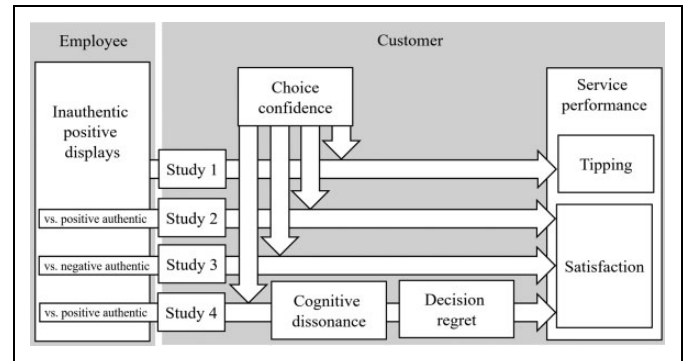 Employee
Customer
Inauthentic
positive
displays
Choice
confidence
Service
performance
Study 1
Tipping
vs. positive authentic
Study 2
vs. negative authentic
Study 3
Satisfaction
vs. positive authentic
Study 4
Cognitive
dissonance
Decision
regret